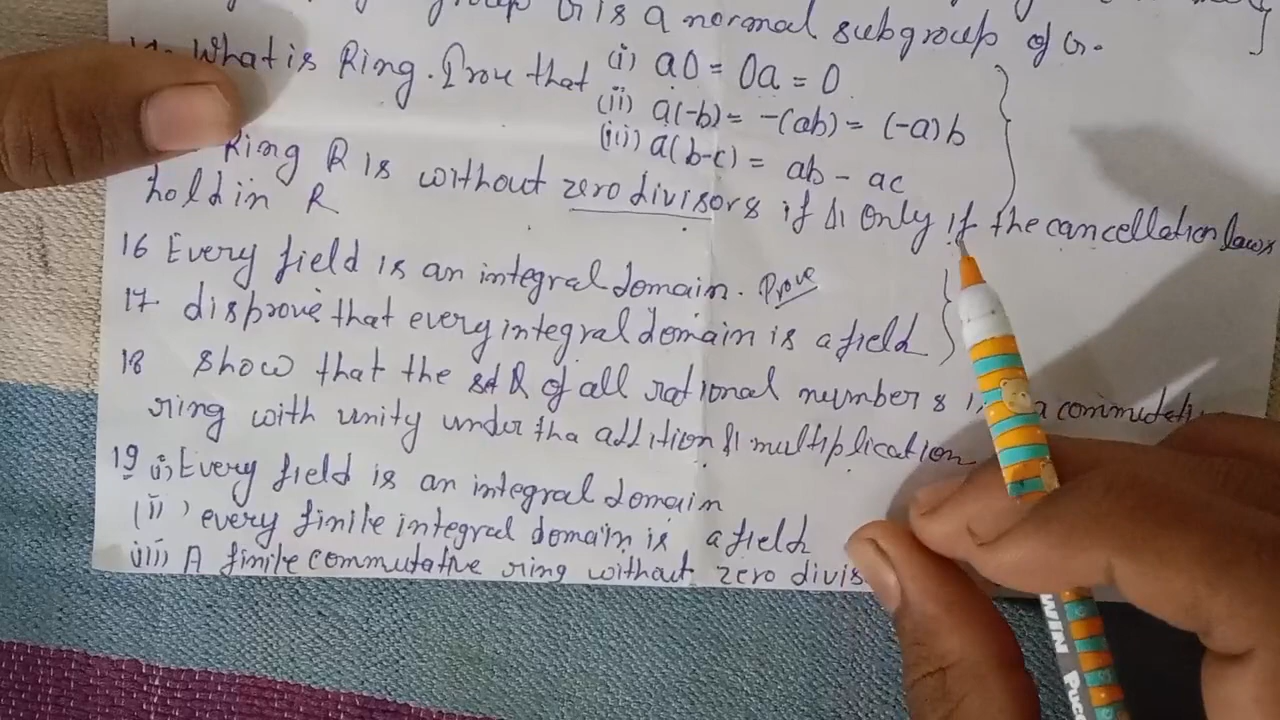 group G is a normal subgroup of G.
What is Ring. Prove that (i) a0 = 0a = 0
(ii) a(-b) = -(ab) = (-a)b
(iii) a(b-c) = ab - ac
Ring R is without zero divisors if & only if the cancellation laws
hold in R
16 Every field is an integral domain. Prove
17 disprove that every integral domain is a field
18 Show that the set Q of all rational numbers a commutati
ring with unity under tha addition & multiplication
19 (i) Every field is an integral domain
(ii) every finite integral domain is a field
(iii) A finite commutative ring without zero divis
WIN